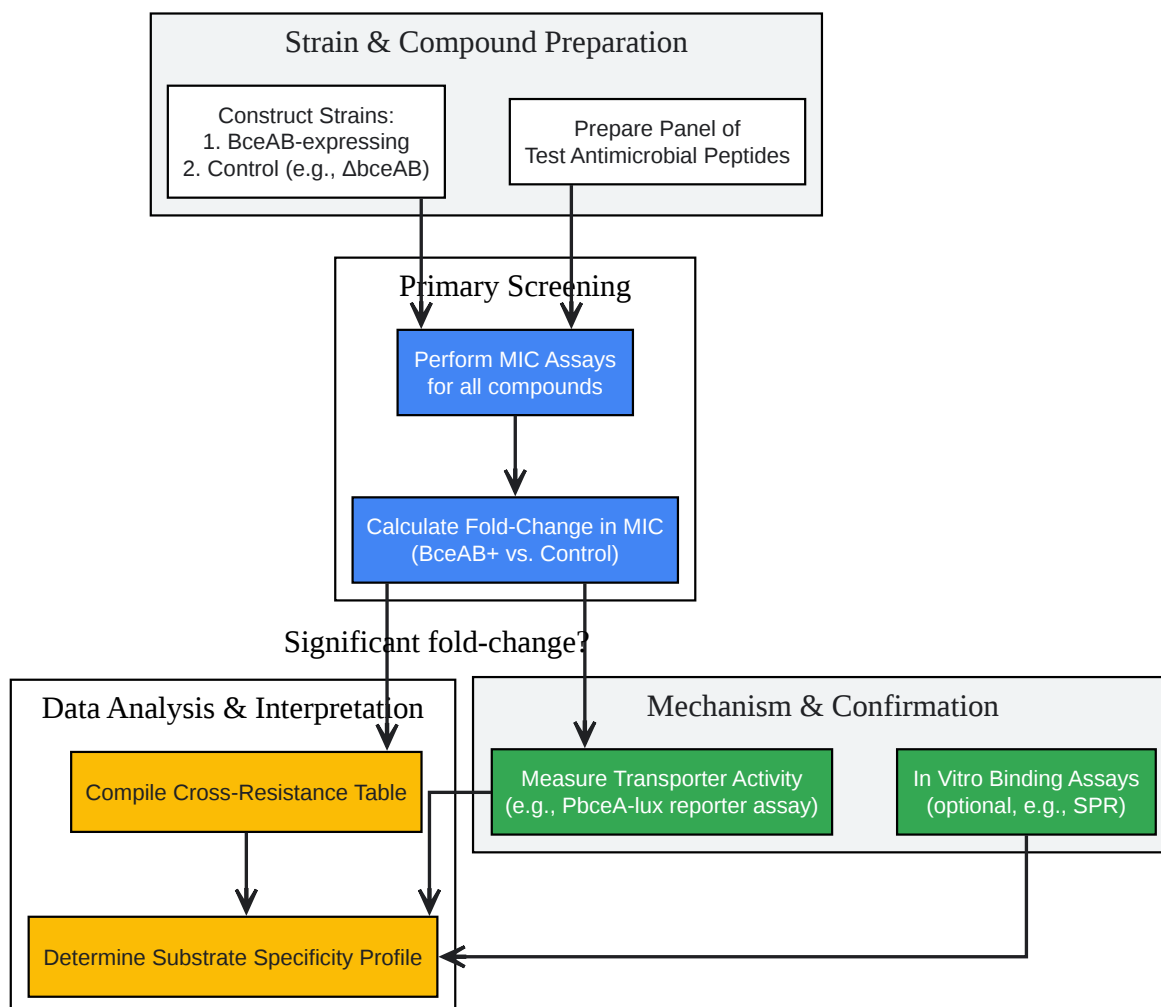 Strain & Compound Preparation
Construct Strains:
1. BceAB-expressing
2. Control (e.g., ΔbceAB)
Prepare Panel of
Test Antimicrobial Peptides
Primary Screening
Perform MIC Assays
for all compounds
Calculate Fold-Change in MIC
(BceAB+ vs. Control)
Significant fold-change?
Data Analysis & Interpretation
Compile Cross-Resistance Table
Determine Substrate Specificity Profile
Mechanism & Confirmation
Measure Transporter Activity
(e.g., PbceA-lux reporter assay)
In Vitro Binding Assays
(optional, e.g., SPR)